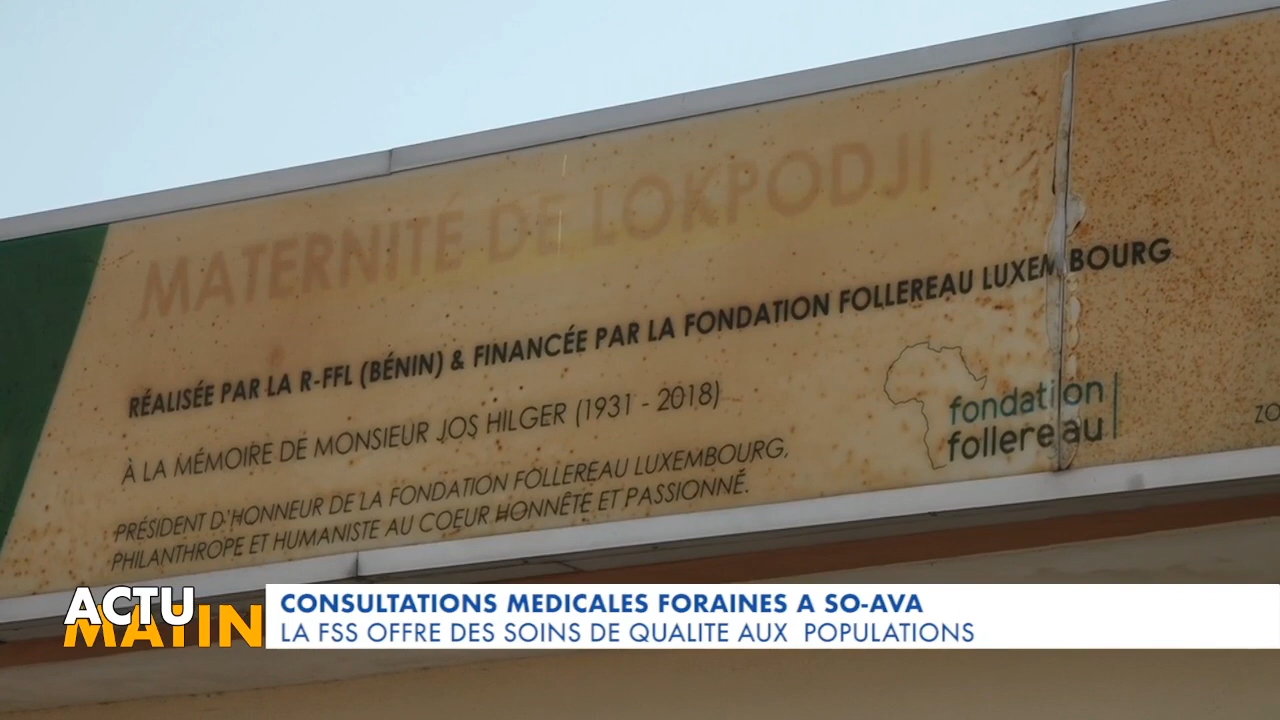 MATERNITÉ DE LOKPODJI
RÉALISÉE PAR LA R-FFL (BÉNIN) & FINANCÉE PAR LA FONDATION FOLLEREAU LUXEMBOURG
À LA MÉMOIRE DE MONSIEUR JOS HILGER (1931 - 2018)
PRÉSIDENT D'HONNEUR DE LA FONDATION FOLLEREAU LUXEMBOURG,
PHILANTHROPE ET HUMANISTE AU COEUR HONNÊTE ET PASSIONNÉ.
fondation
follereau
ACTU
MATIN
CONSULTATIONS MEDICALES FORAINES A SO-AVA
LA FSS OFFRE DES SOINS DE QUALITE AUX POPULATIONS